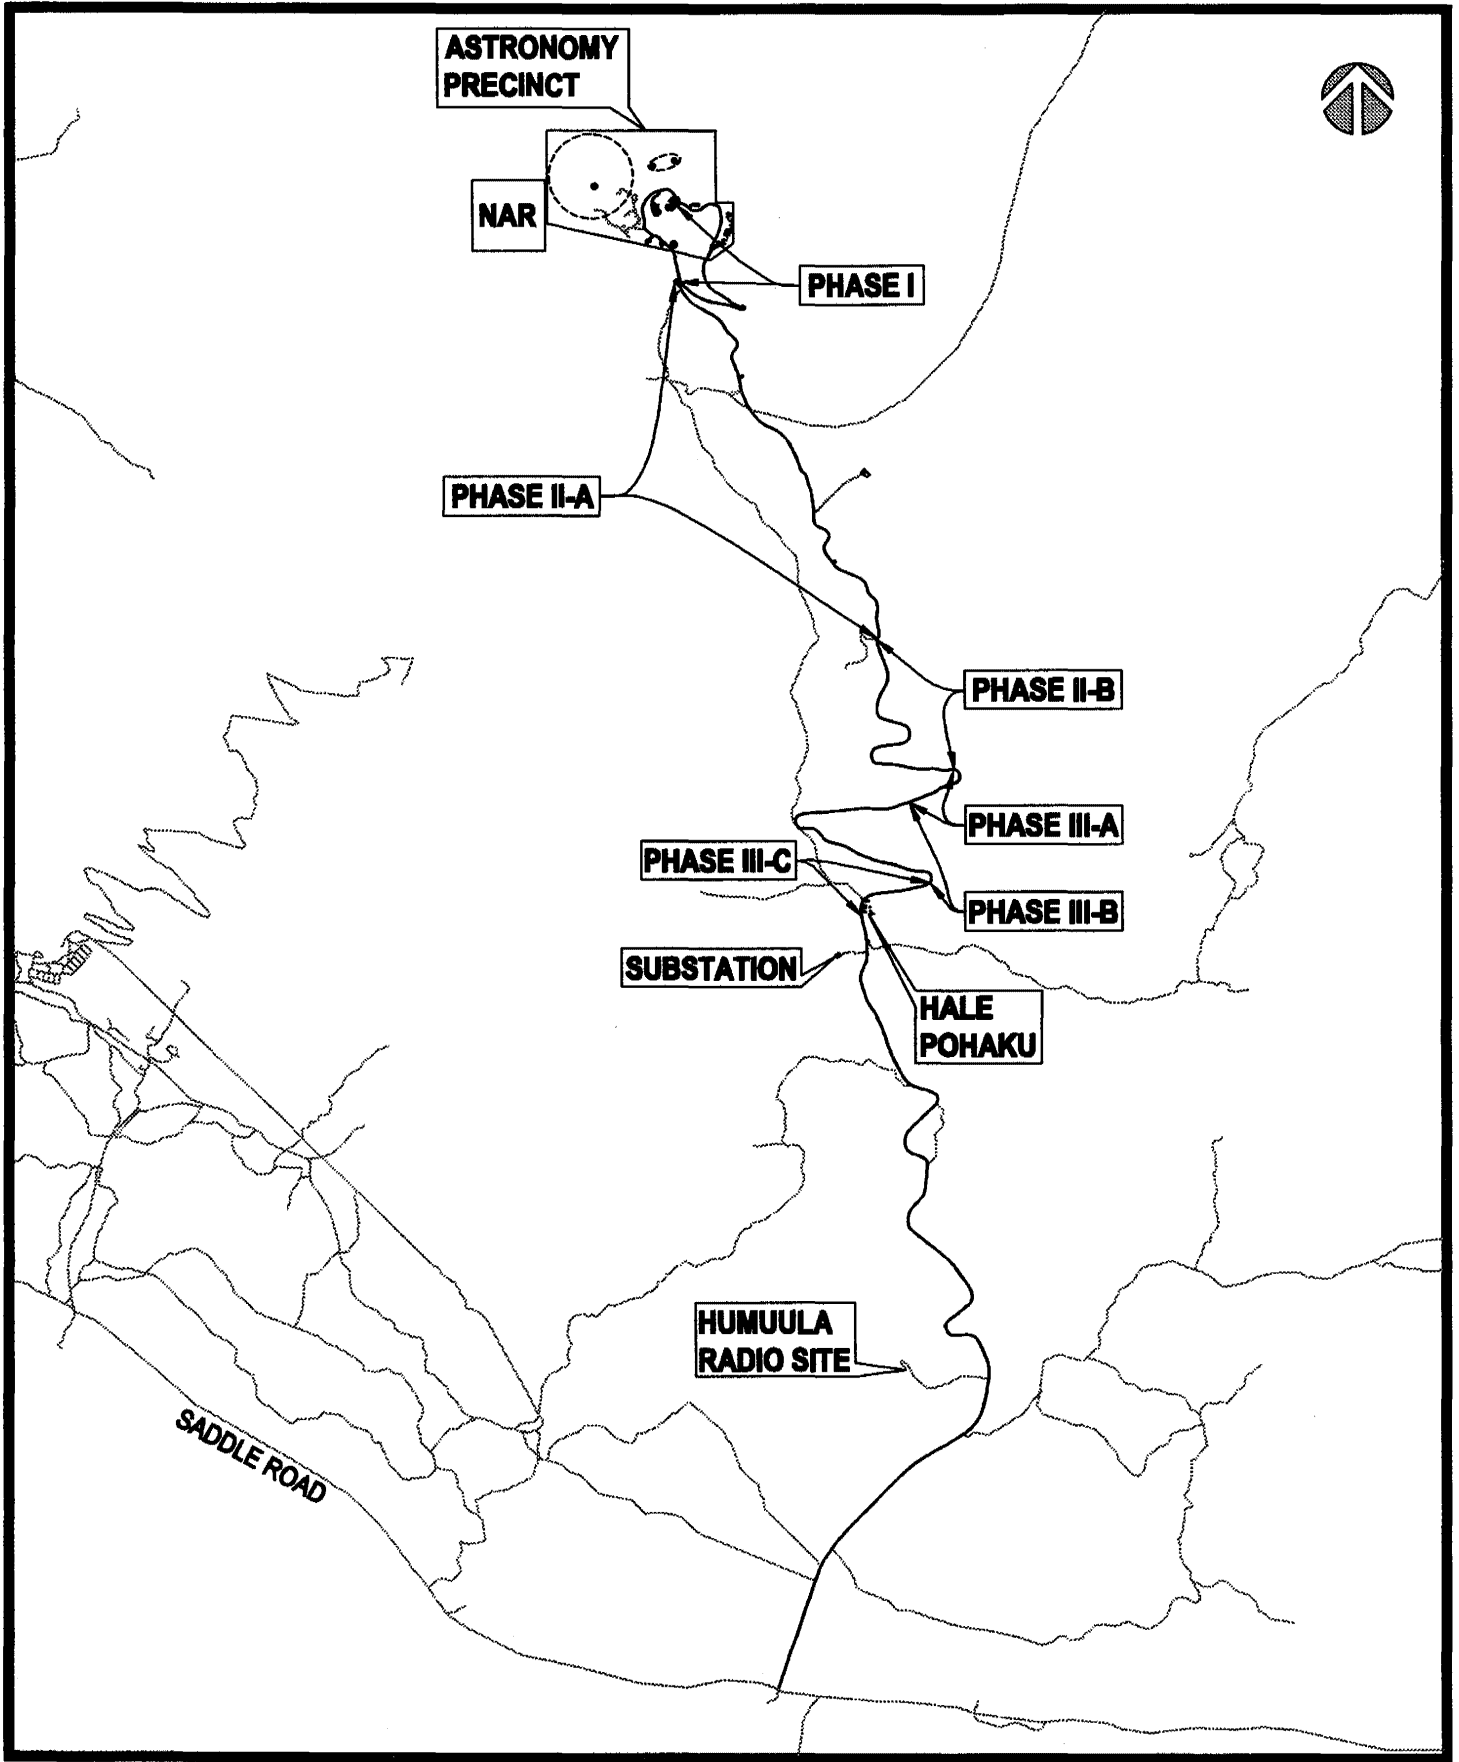 ASTRONOMY
PRECINCT
NAR
PHASE I
PHASE II-A
PHASE II-B
PHASE III-A
PHASE III-C
PHASE III-B
SUBSTATION
HALE
POHAKU
HUMUULA
RADIO SITE
SADDLE ROAD